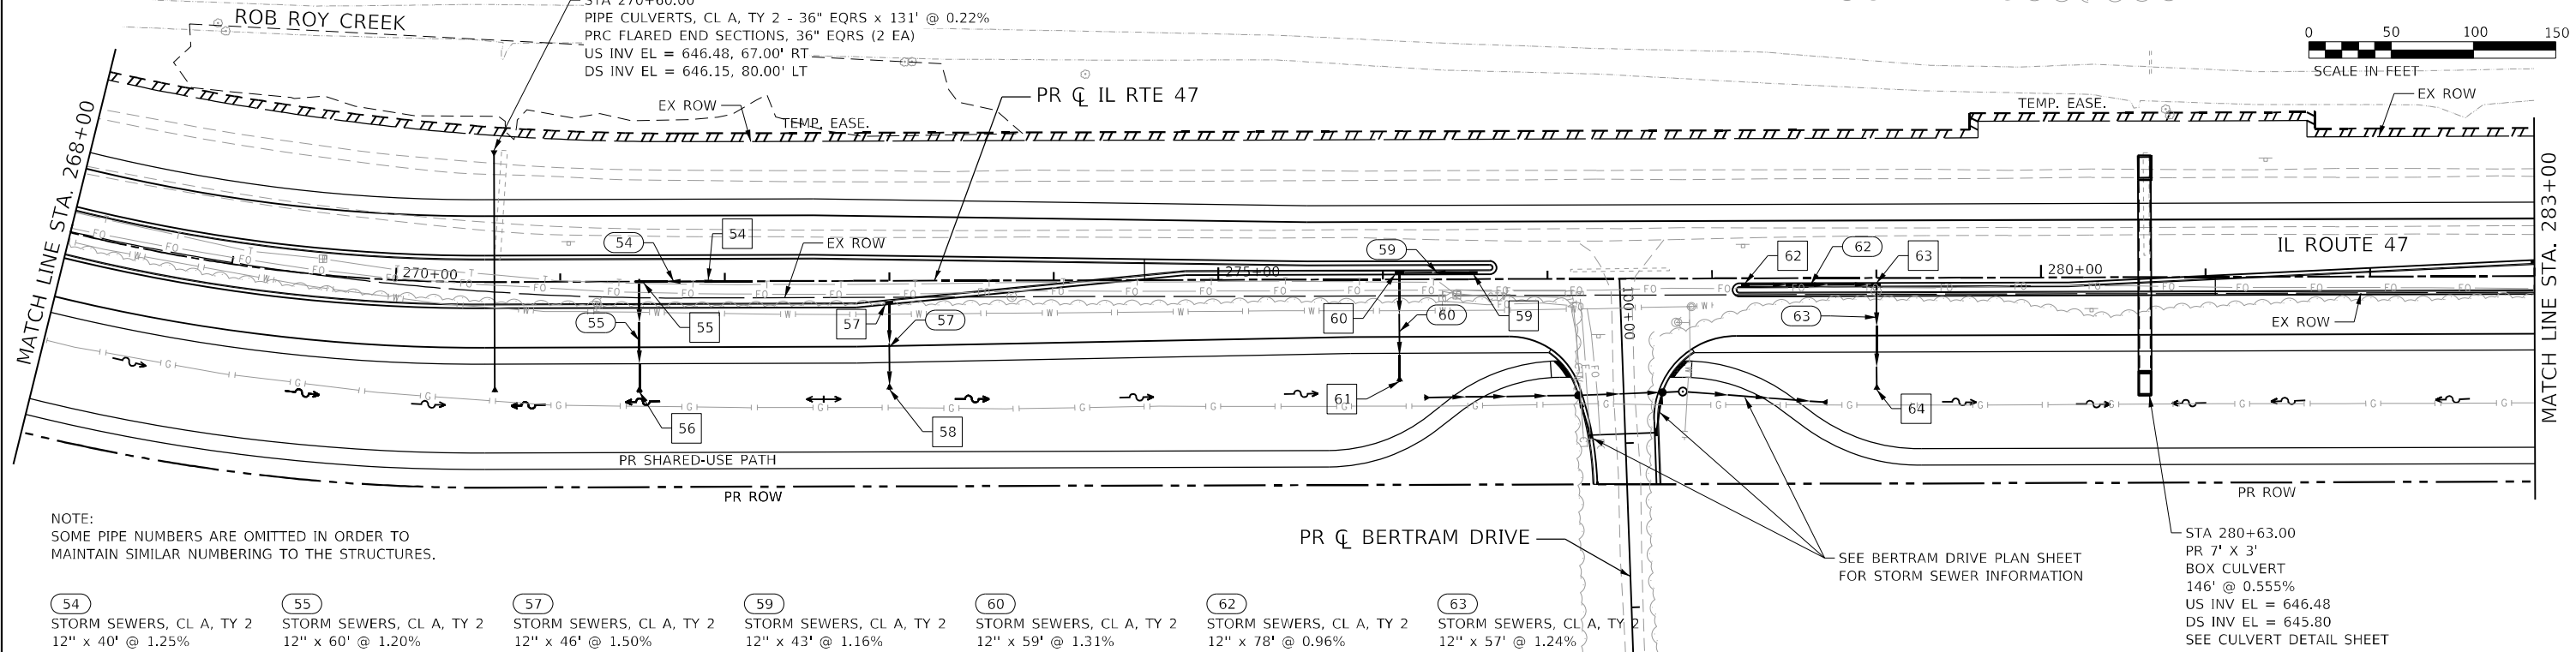 ROB ROY CREEK
STA 270+60.00
PIPE CULVERTS, CL A, TY 2 - 36" EQRS x 131' @ 0.22%
PRC FLARED END SECTIONS, 36" EQRS (2 EA)
US INV EL = 646.48, 67.00' RT
DS INV EL = 646.15, 80.00' LT
EX ROW
TEMP. EASE.
PR ℄ IL RTE 47
0 50 100 150
SCALE IN FEET
TEMP. EASE.
EX ROW
MATCH LINE STA. 268+00
MATCH LINE STA. 283+00
IL ROUTE 47
270+00
275+00
280+00
100+00
54
54
EX ROW
59
62
62
63
55
55
57
57
60
60
59
63
EX ROW
56
58
61
64
PR SHARED-USE PATH
PR ROW
PR ROW
NOTE:
SOME PIPE NUMBERS ARE OMITTED IN ORDER TO
MAINTAIN SIMILAR NUMBERING TO THE STRUCTURES.
PR ℄ BERTRAM DRIVE
SEE BERTRAM DRIVE PLAN SHEET
FOR STORM SEWER INFORMATION
STA 280+63.00
PR 7' X 3'
BOX CULVERT
146' @ 0.555%
US INV EL = 646.48
DS INV EL = 645.80
SEE CULVERT DETAIL SHEET
54
STORM SEWERS, CL A, TY 2
12" x 40' @ 1.25%
55
STORM SEWERS, CL A, TY 2
12" x 60' @ 1.20%
57
STORM SEWERS, CL A, TY 2
12" x 46' @ 1.50%
59
STORM SEWERS, CL A, TY 2
12" x 43' @ 1.16%
60
STORM SEWERS, CL A, TY 2
12" x 59' @ 1.31%
62
STORM SEWERS, CL A, TY 2
12" x 78' @ 0.96%
63
STORM SEWERS, CL A, TY 2
12" x 57' @ 1.24%